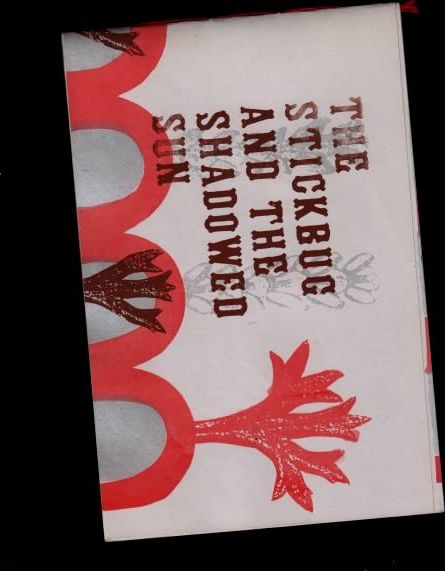 THE
STICKBUG
AND THE
SHADOWED
SUN